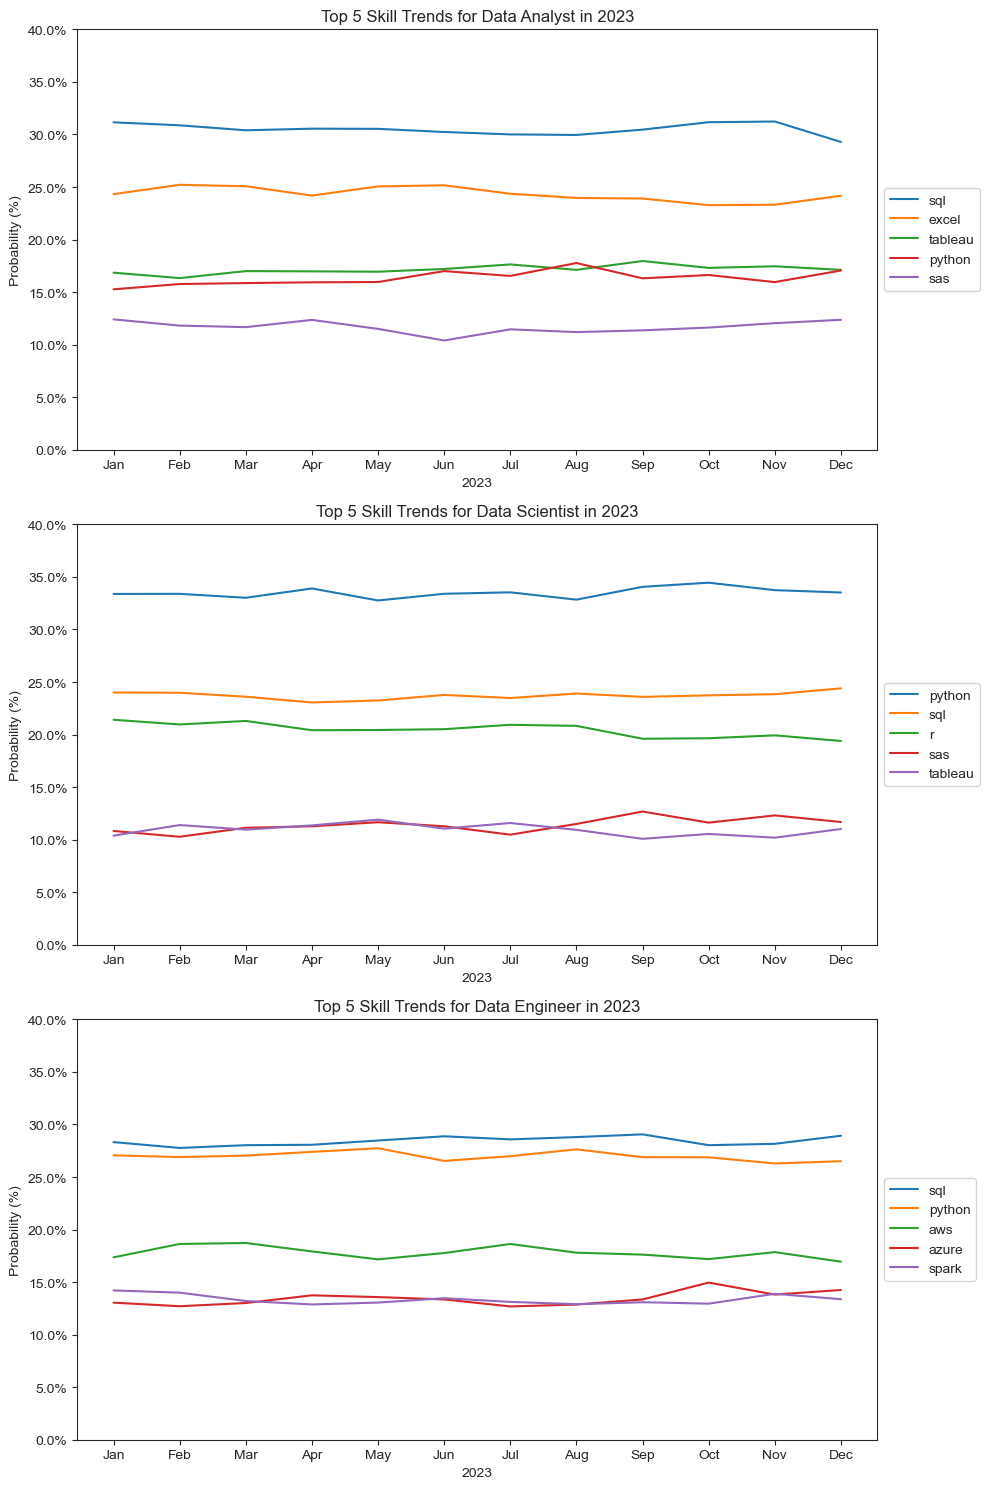 Top 5 Skill Trends for Data Analyst in 2023
40.0%
35.0%
30.0%
25.0%
20.0%
15.0%
10.0%
5.0%
0.0%
Probability (%)
Jan Feb Mar Apr May Jun Jul Aug Sep Oct Nov Dec
2023
sql
excel
tableau
python
sas
Top 5 Skill Trends for Data Scientist in 2023
40.0%
35.0%
30.0%
25.0%
20.0%
15.0%
10.0%
5.0%
0.0%
Probability (%)
Jan Feb Mar Apr May Jun Jul Aug Sep Oct Nov Dec
2023
python
sql
r
sas
tableau
Top 5 Skill Trends for Data Engineer in 2023
40.0%
35.0%
30.0%
25.0%
20.0%
15.0%
10.0%
5.0%
0.0%
Probability (%)
Jan Feb Mar Apr May Jun Jul Aug Sep Oct Nov Dec
2023
sql
python
aws
azure
spark